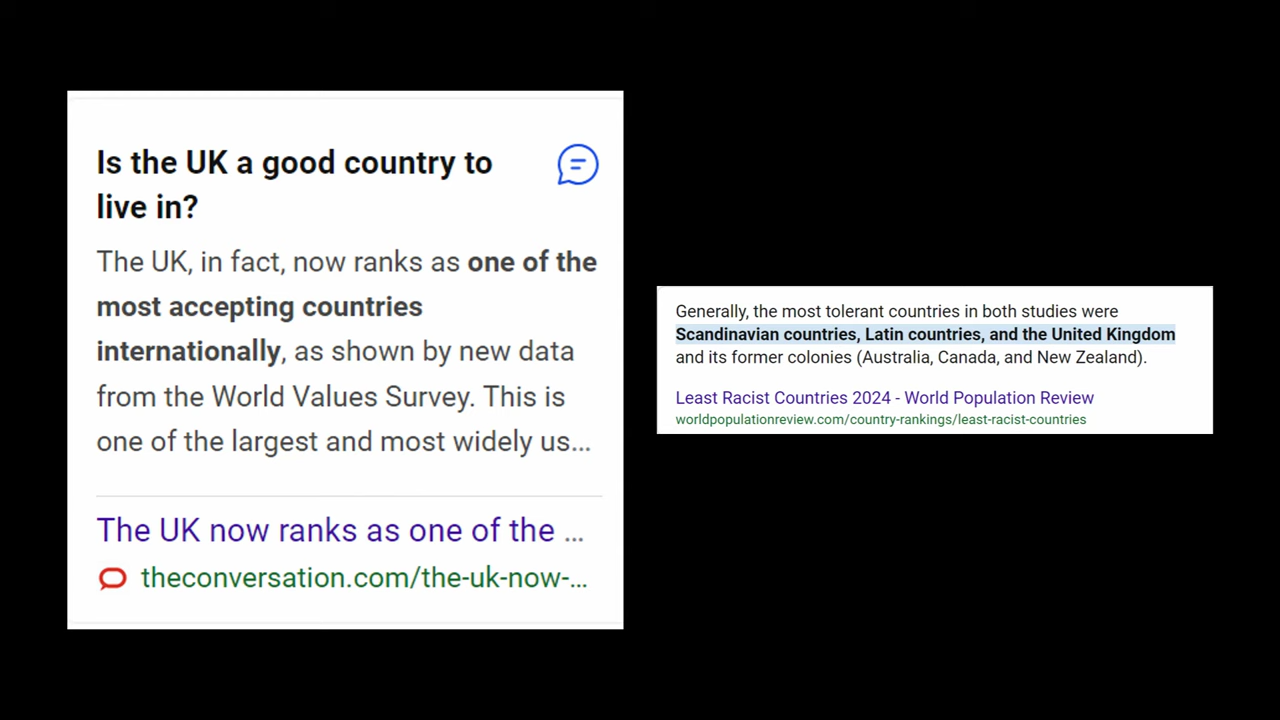 Is the UK a good country to
live in?
The UK, in fact, now ranks as one of the
most accepting countries
internationally, as shown by new data
from the World Values Survey. This is
one of the largest and most widely us...
The UK now ranks as one of the ...
theconversation.com/the-uk-now-...
Generally, the most tolerant countries in both studies were
Scandinavian countries, Latin countries, and the United Kingdom
and its former colonies (Australia, Canada, and New Zealand).
Least Racist Countries 2024 - World Population Review
worldpopulationreview.com/country-rankings/least-racist-countries